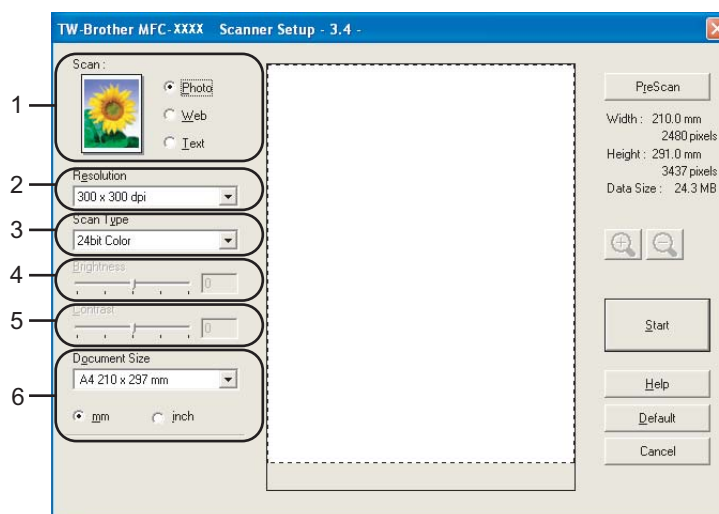 TW-Brother MFC-XXXX Scanner Setup - 3.4 -
1
Scan :
Photo
Web
Text
2
Resolution
300 x 300 dpi
3
Scan Type
24bit Color
4
Brightness
0
5
Contrast
0
6
Document Size
A4 210 x 297 mm
mm
inch
PreScan
Width : 210.0 mm
2480 pixels
Height : 291.0 mm
3437 pixels
Data Size : 24.3 MB
Start
Help
Default
Cancel